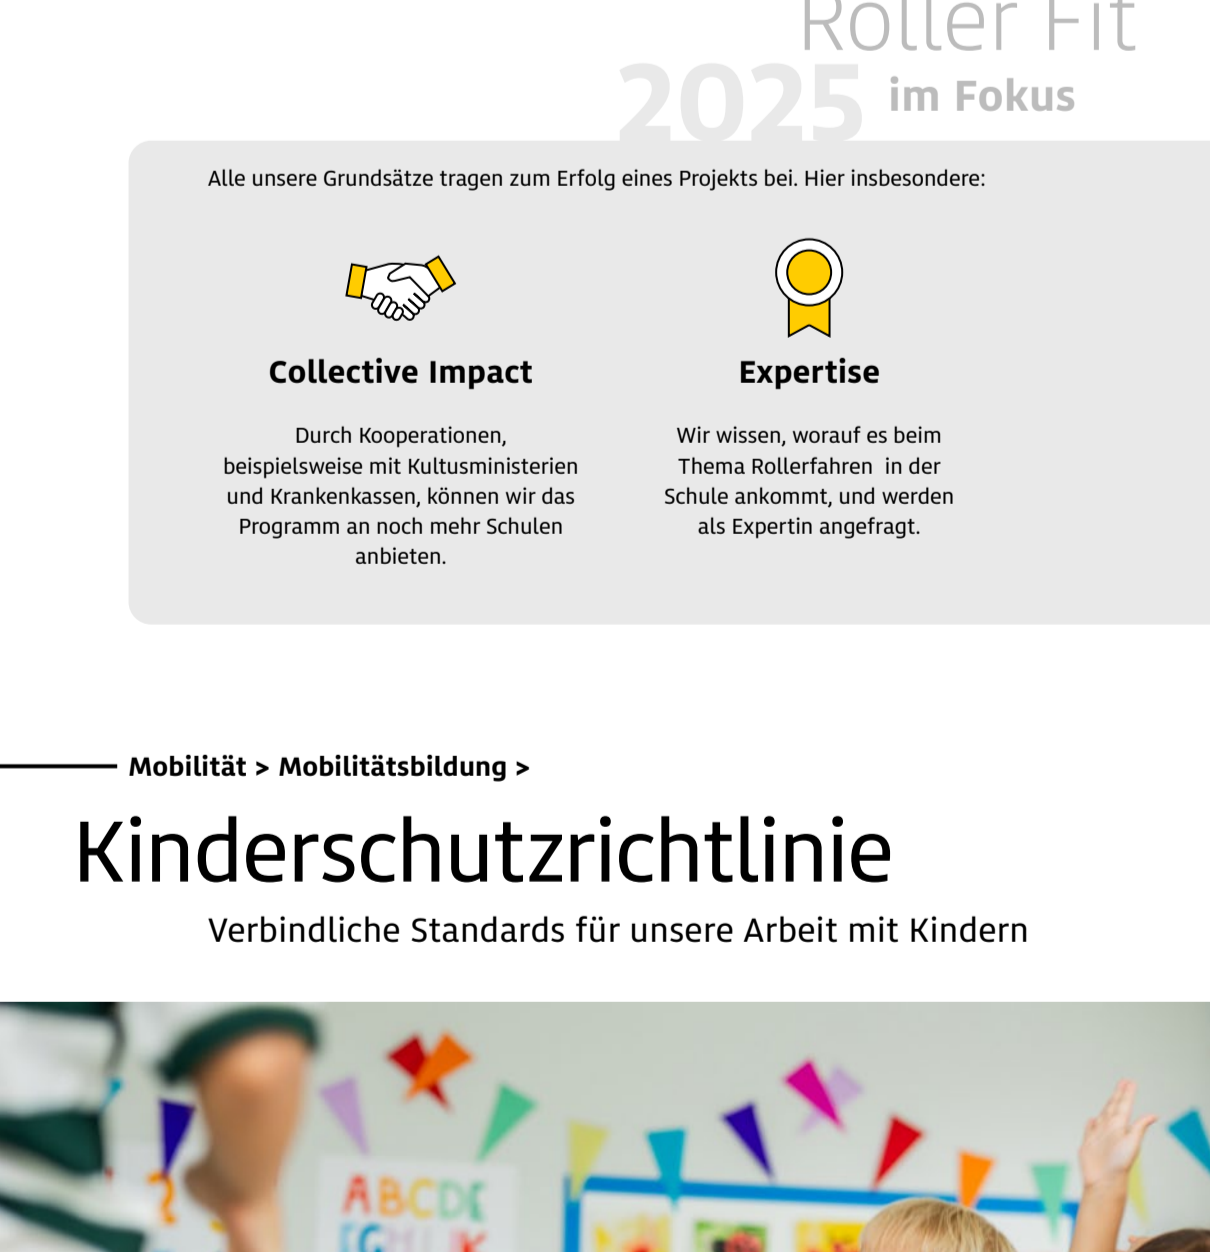 Roller Fit
2025 im Fokus
Alle unsere Grundsätze tragen zum Erfolg eines Projekts bei. Hier insbesondere:
Collective Impact
Durch Kooperationen,
beispielsweise mit Kultusministerien
und Krankenkassen, können wir das
Programm an noch mehr Schulen
anbieten.
Expertise
Wir wissen, worauf es beim
Thema Rollerfahren in der
Schule ankommt, und werden
als Expertin angefragt.
Mobilität > Mobilitätsbildung >
Kinderschutzrichtlinie
Verbindliche Standards für unsere Arbeit mit Kindern
ABCDE